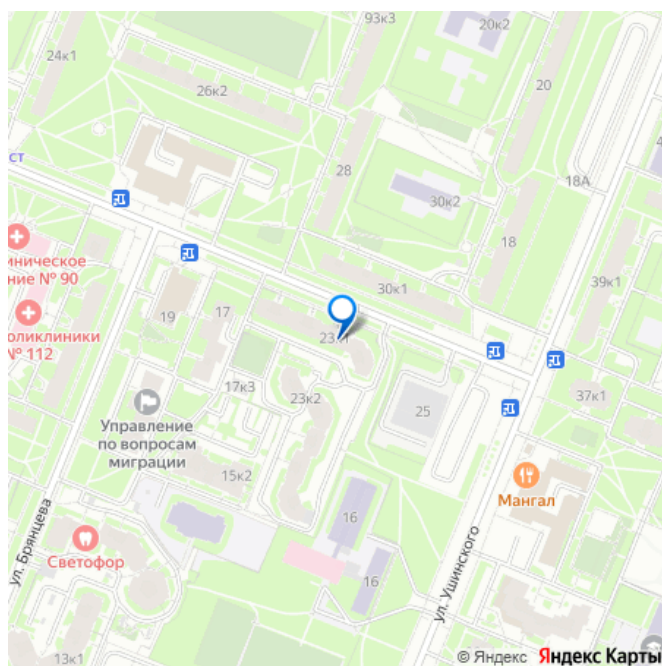 93к3
20к2
24к1
26к2
20
ст
28
18А
30к2
18
иническое
ние № 90
39к1
30к1
17
19
оликлиники
№ 112
23к1
17к3
23к2
37к1
25
Управление
по вопросам
миграции
15к2
Мангал
16
ул. Брянцева
Светофор
16
ул. Ушинского
13к1
© Яндекс Яндекс Карты